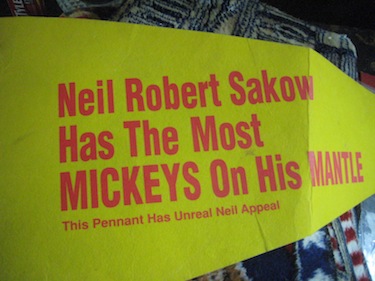 Neil Robert Sakow
Has The Most
MICKEYS On His MANTLE
This Pennant Has Unreal Neil Appeal